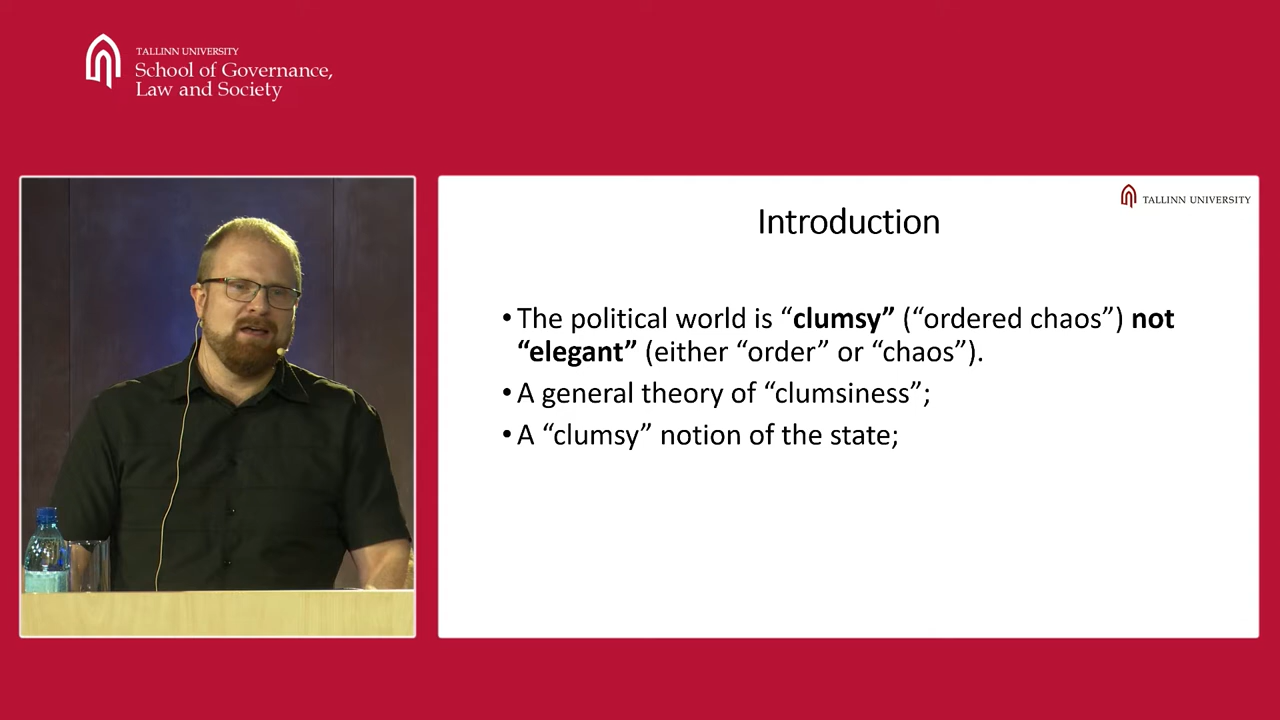 TALLINN UNIVERSITY
School of Governance,
Law and Society
TALLINN UNIVERSITY
Introduction
• The political world is “clumsy” (“ordered chaos”) not
“elegant” (either “order” or “chaos”).
• A general theory of “clumsiness”;
• A “clumsy” notion of the state;